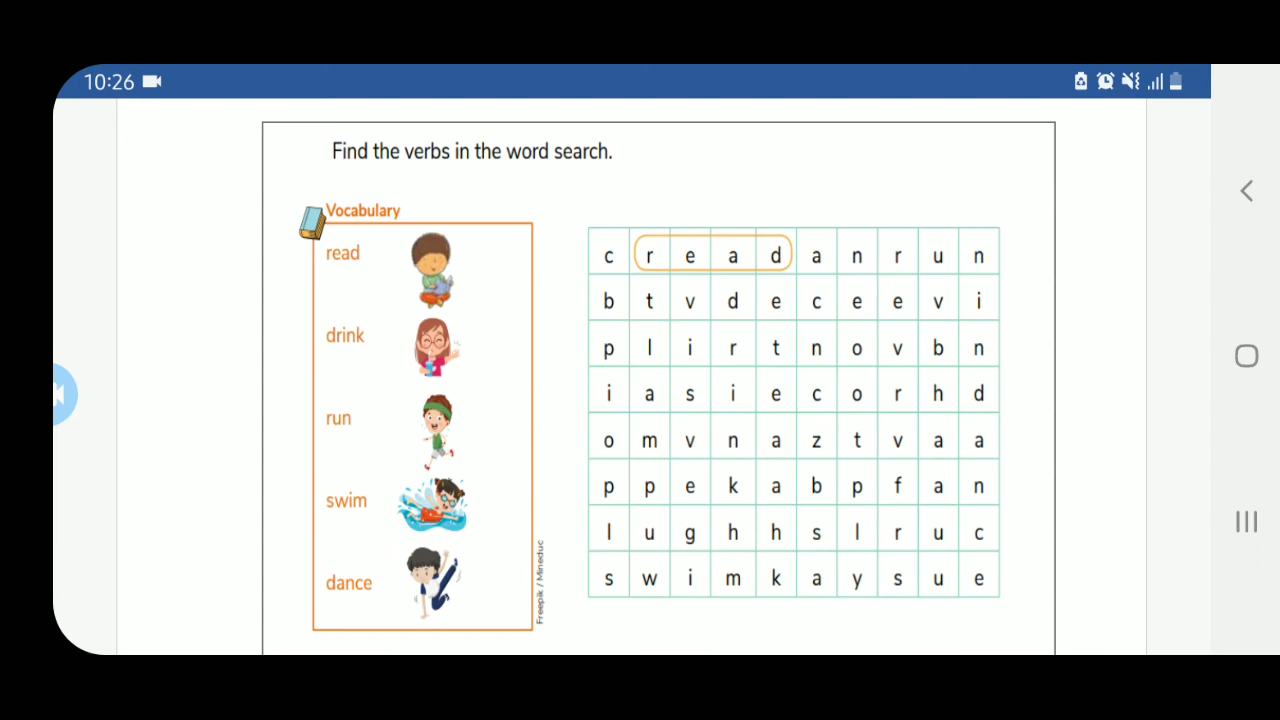 10:26
Find the verbs in the word search.
Vocabulary
read
drink
run
swim
dance
Freepik / Mineduc
c r e a d a n r u n
b t v d e c e e v i
p l i r t n o v b n
i a s i e c o r h d
o m v n a z t v a a
p p e k a b p f a n
l u g h h s l r u c
s w i m k a y s u e